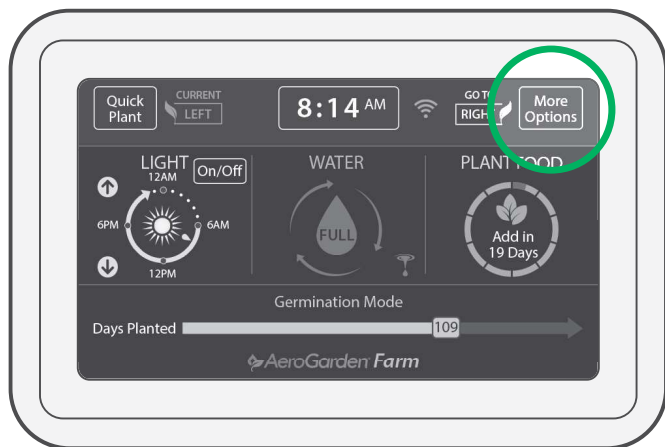 Quick
Plant
CURRENT
LEFT
8:14 AM
GO TO
RIGHT
More
Options
LIGHT
On/Off
12AM
6PM
6AM
12PM
WATER
FULL
PLANT FOOD
Add in
19 Days
Germination Mode
Days Planted
109
AeroGarden Farm